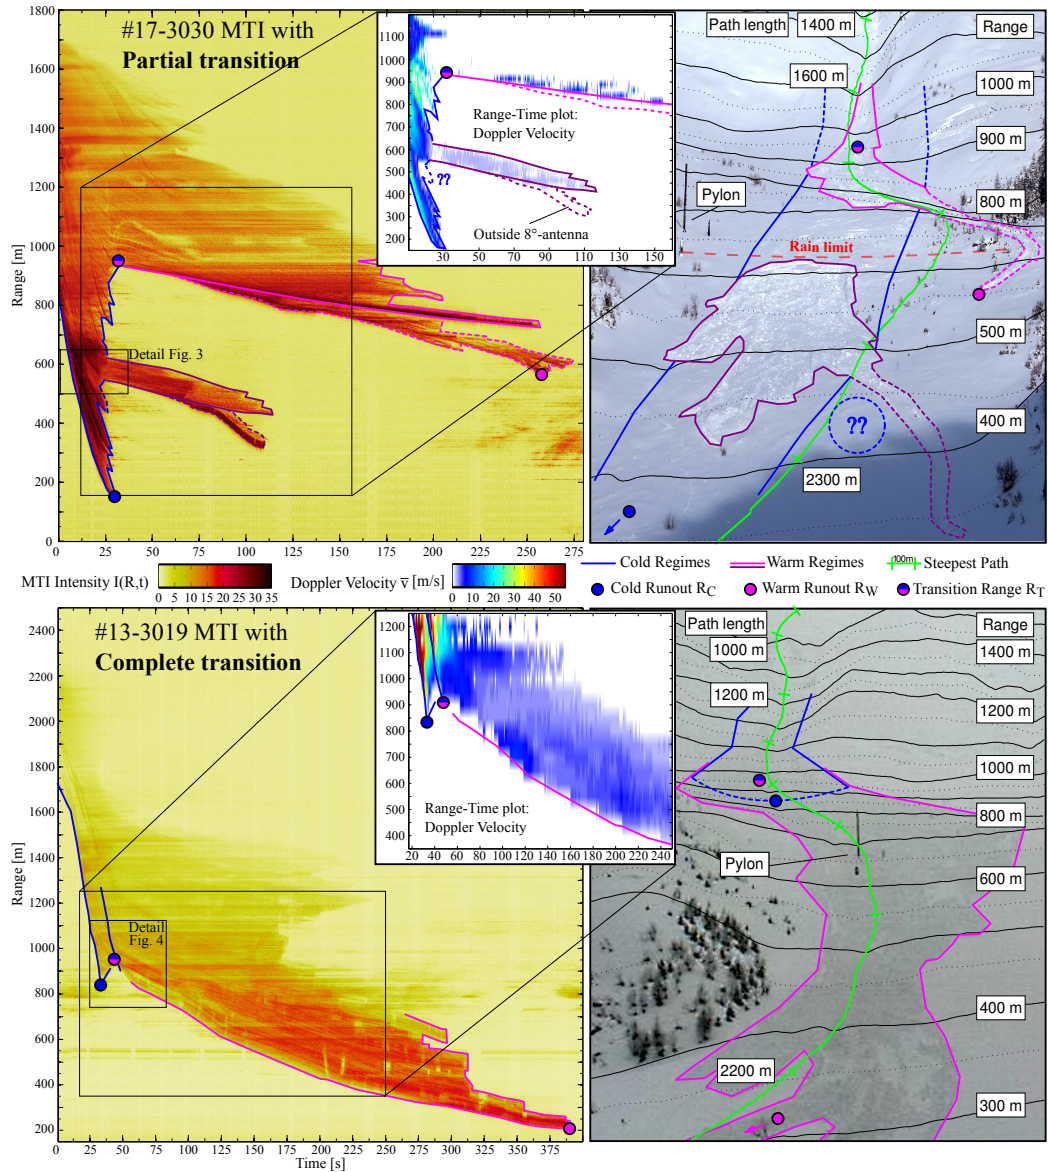 #17-3030 MTI with
Partial transition
Range [m]
1800
1600
1400
1200
1000
800
600
400
200
0
0 25 50 75 100 125 150 175 200 225 250 275
Detail Fig. 3
1100
1000
900
800
700
600
500
400
300
200
30 50 70 90 110 130 150
Range-Time plot:
Doppler Velocity
??
Outside 8°-antenna
Path length 1400 m Range
1600 m 1000 m
900 m
Pylon 800 m
Rain limit
500 m
400 m
??
2300 m
MTI Intensity I(R,t)
0 5 10 15 20 25 30 35
Doppler Velocity v̅ [m/s]
0 10 20 30 40 50
Cold Regimes Warm Regimes 100m Steepest Path
Cold Runout RC Warm Runout RW Transition Range RT
#13-3019 MTI with
Complete transition
Range [m]
2400
2200
2000
1800
1600
1400
1200
1000
800
600
400
200
0 25 50 75 100 125 150 175 200 225 250 275 300 325 350 375
Time [s]
Detail
Fig. 4
1200
1100
1000
900
800
700
600
500
400
20 40 60 80 100 120 140 160 180 200 220 240
Range-Time plot:
Doppler Velocity
Path length Range
1000 m 1400 m
1200 m 1200 m
1000 m
800 m
Pylon
600 m
400 m
2200 m
300 m